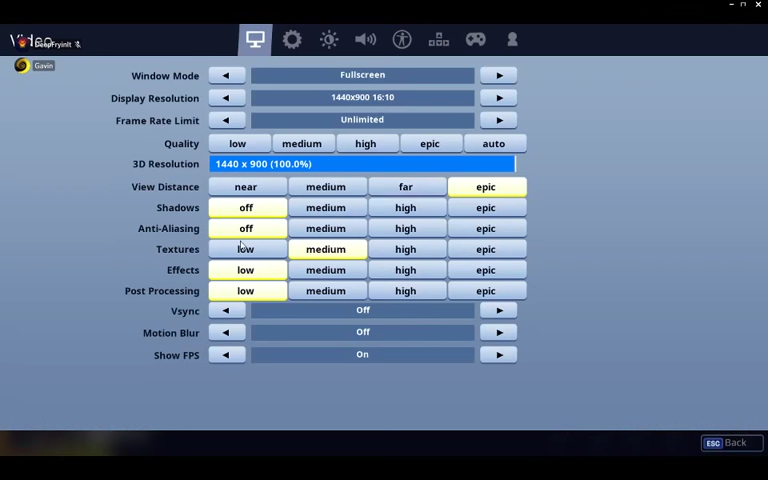 Video
DeepFryinIt
Gavin
Window Mode Fullscreen
Display Resolution 1440x900 16:10
Frame Rate Limit Unlimited
Quality low medium high epic auto
3D Resolution 1440 x 900 (100.0%)
View Distance near medium far epic
Shadows off medium high epic
Anti-Aliasing off medium high epic
Textures low medium high epic
Effects low medium high epic
Post Processing low medium high epic
Vsync Off
Motion Blur Off
Show FPS On
ESC Back